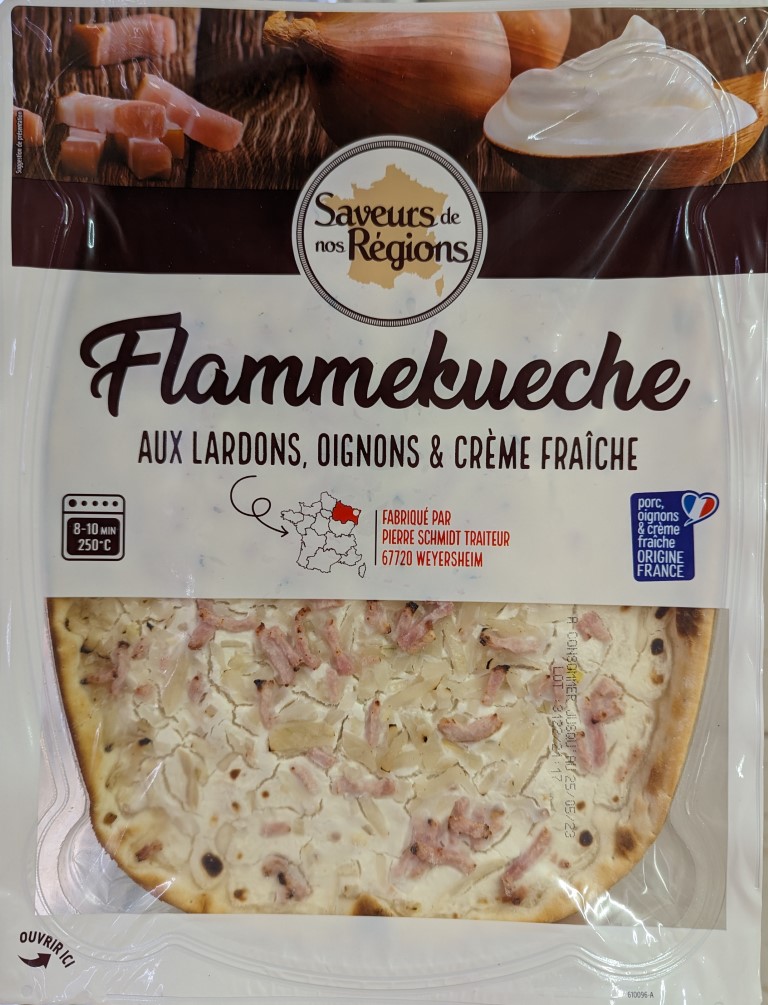 Suggestion de présentation
Saveurs de
nos Régions
Flammekueche
AUX LARDONS, OIGNONS & CRÈME FRAÎCHE
8-10 MIN
250°C
FABRIQUÉ PAR
PIERRE SCHMIDT TRAITEUR
67720 WEYERSHEIM
porc,
oignons
& crème
fraîche
ORIGINE
FRANCE
A CONSOMMER JUSQU'AU 25/05/23
LOT
OUVRIR ICI
610096-A